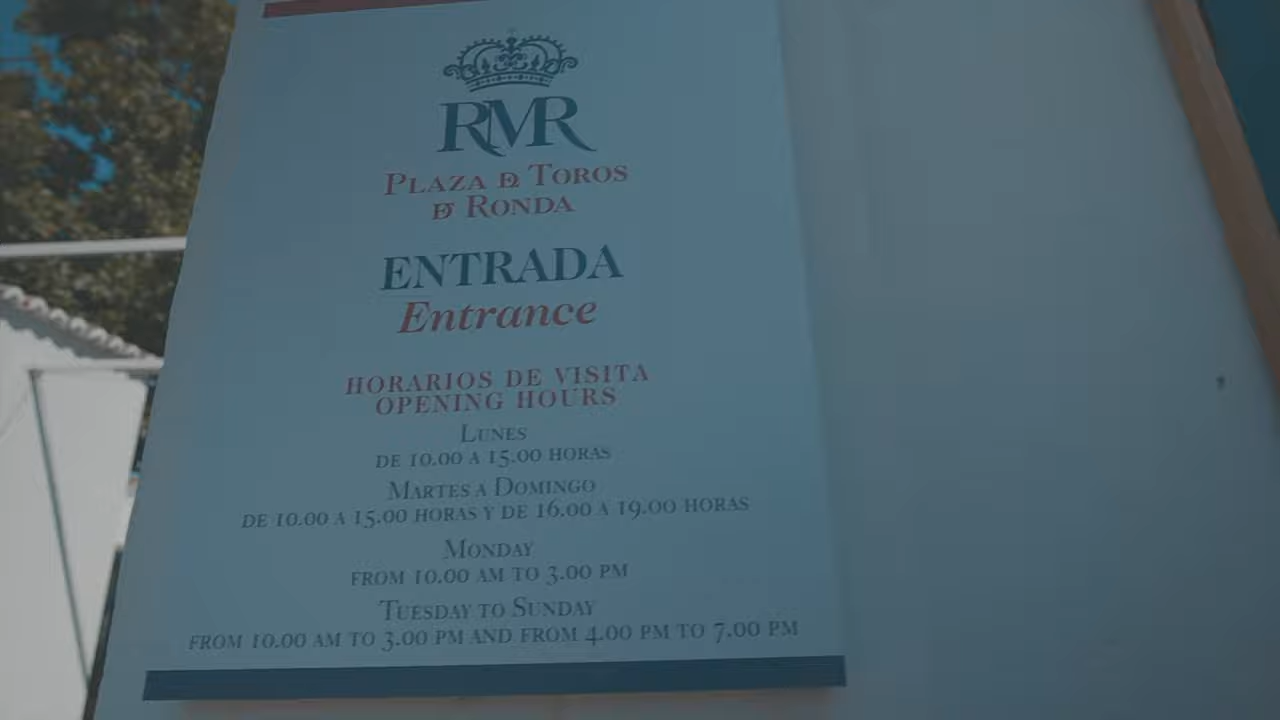 RMR
PLAZA DE TOROS
DE RONDA
ENTRADA
Entrance
HORARIOS DE VISITA
OPENING HOURS
LUNES
DE 10.00 A 15.00 HORAS
MARTES A DOMINGO
DE 10.00 A 15.00 HORAS Y DE 16.00 A 19.00 HORAS
MONDAY
FROM 10.00 AM TO 3.00 PM
TUESDAY TO SUNDAY
FROM 10.00 AM TO 3.00 PM AND FROM 4.00 PM TO 7.00 PM